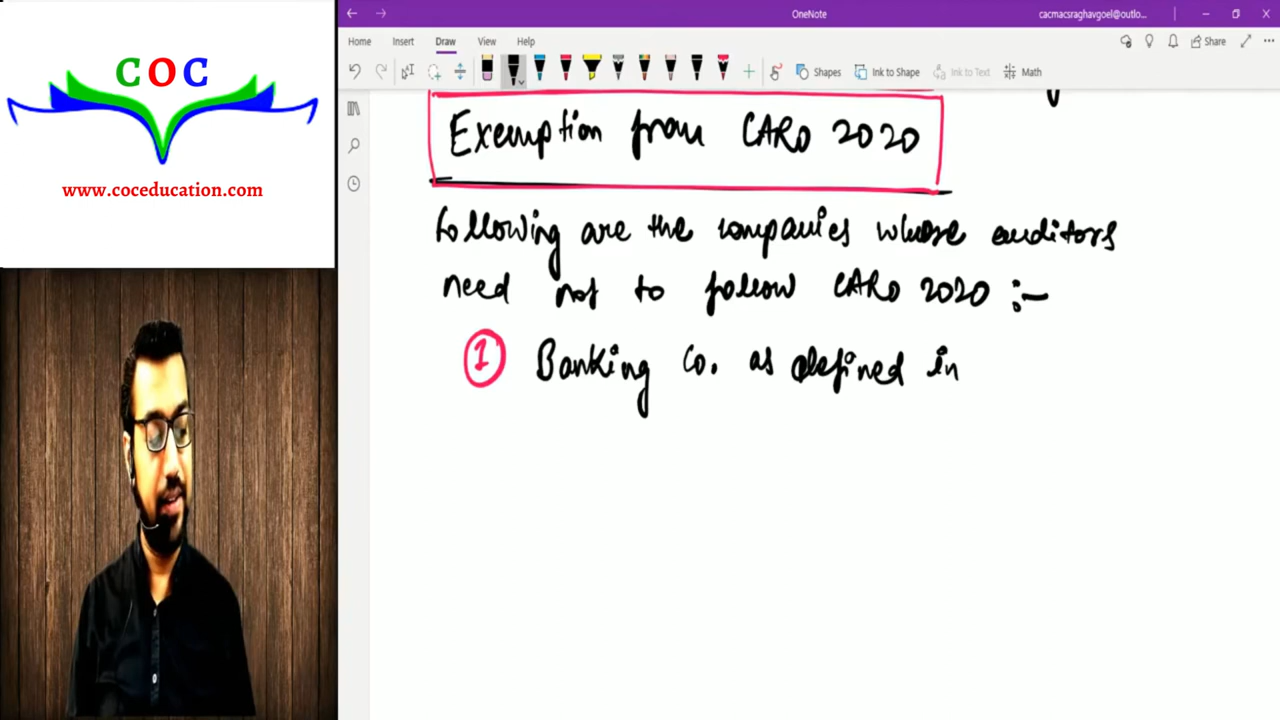 COC
www.coceducation.com
OneNote
cacmacsraghavgoel@outlo...
Home Insert Draw View Help
Share
Shapes Ink to Shape Ink to Text Math
Exemption from CARO 2020
Following are the companies whose auditors
need not to follow CARO 2020 :-
1 Banking Co. as defined in